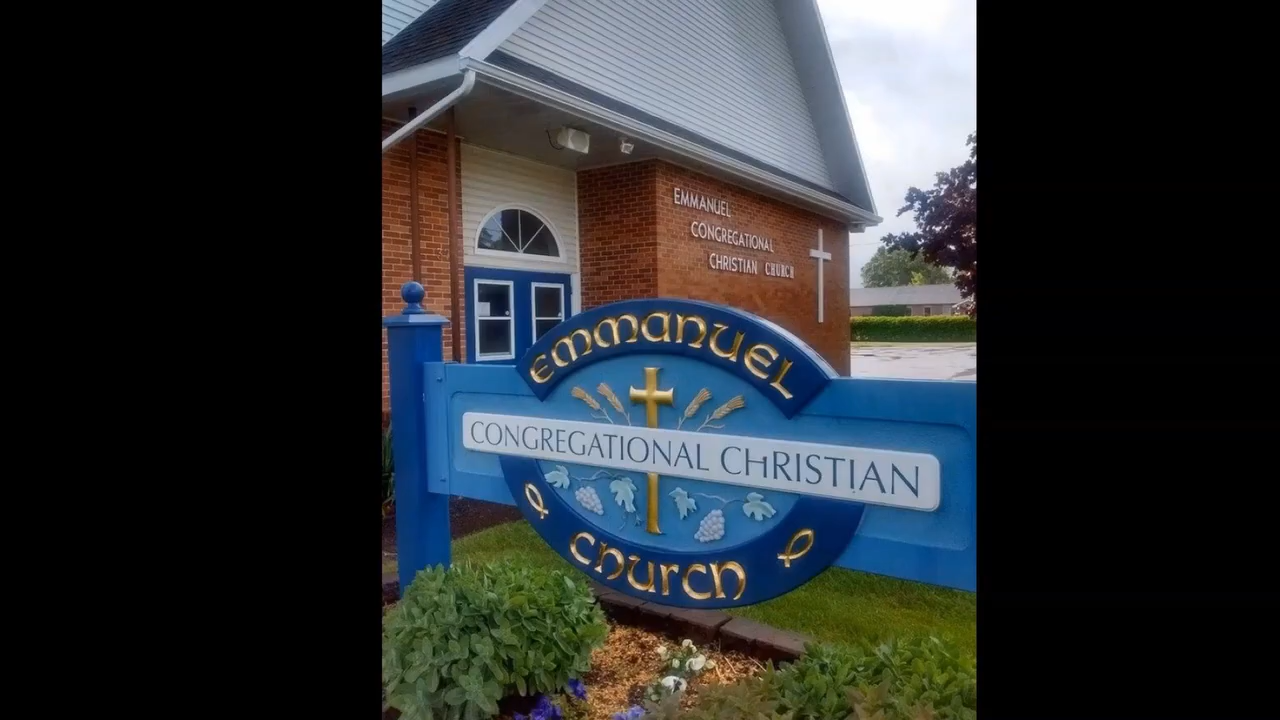 EMMANUEL
CONGREGATIONAL
CHRISTIAN CHURCH
EMMANUEL
CONGREGATIONAL CHRISTIAN
CHURCH